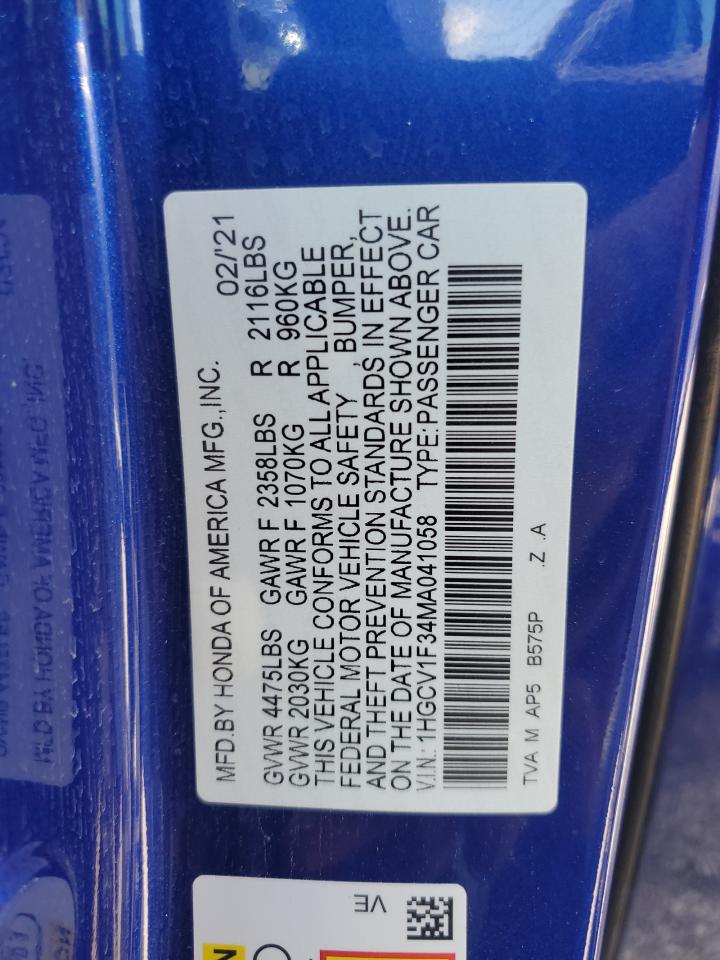 MFD.BY HONDA OF AMERICA MFG.,INC. 02/'21
GVWR 4475LBS GAWR F 2358LBS R 2116LBS
GVWR 2030KG GAWR F 1070KG R 960KG
THIS VEHICLE CONFORMS TO ALL APPLICABLE
FEDERAL MOTOR VEHICLE SAFETY , BUMPER,
AND THEFT PREVENTION STANDARDS IN EFFECT
ON THE DATE OF MANUFACTURE SHOWN ABOVE.
V.I.N.: 1HGCV1F34MA041058 TYPE:PASSENGER CAR
TVA M AP5 B575P .Z .A
VE